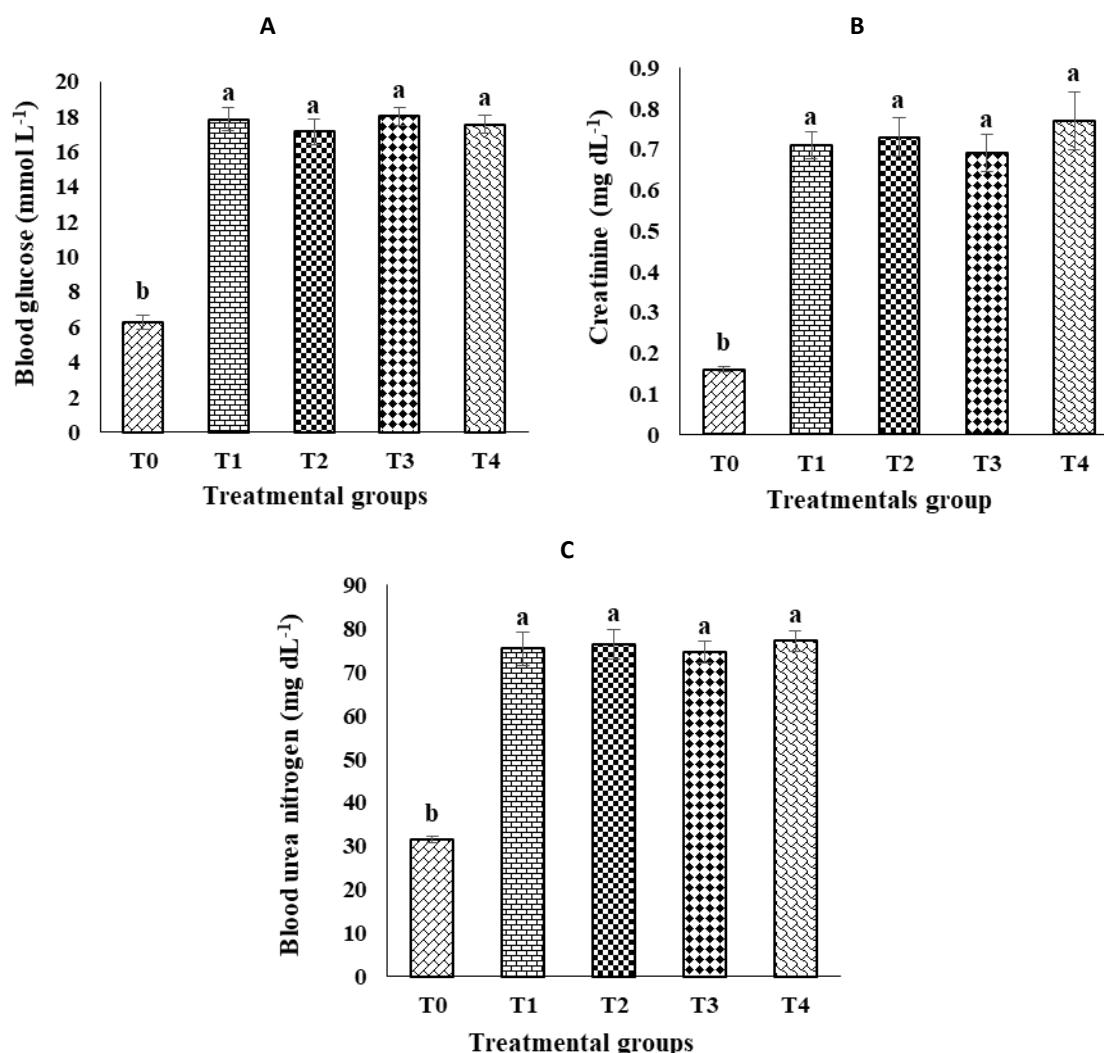 A
Blood glucose (mmol L-1)
20
18
16
14
12
10
8
6
4
2
0
b
a
a
a
a
T0 T1 T2 T3 T4
Treatmental groups
B
Creatinine (mg dL-1)
0.9
0.8
0.7
0.6
0.5
0.4
0.3
0.2
0.1
0
b
a
a
a
a
T0 T1 T2 T3 T4
Treatmentals group
C
Blood urea nitrogen (mg dL-1)
90
80
70
60
50
40
30
20
10
0
b
a
a
a
a
T0 T1 T2 T3 T4
Treatmental groups